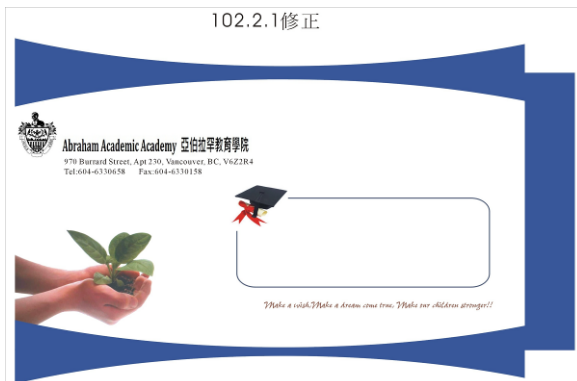 102.2.1修正
Abraham Academic Academy 亞伯拉罕教育學院
970 Burrard Street, Apt 230, Vancouver, BC, V6Z2R4
Tel:604-6330658 Fax:604-6330158
Make a wish,Make a dream come true, Make our children stronger!!